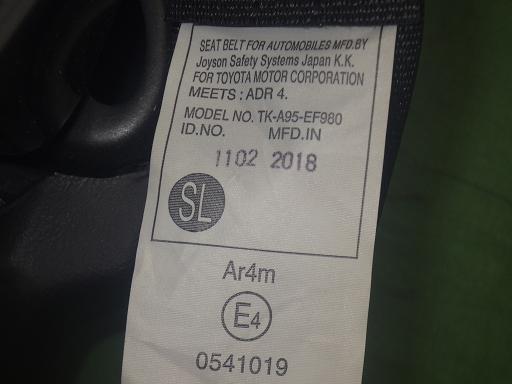 SEAT BELT FOR AUTOMOBILES MFD.BY
Joyson Safety Systems Japan K.K.
FOR TOYOTA MOTOR CORPORATION
MEETS : ADR 4.
MODEL NO. TK-A95-EF980
ID.NO. MFD.IN
1102 2018
SL
Ar4m
E4
0541019